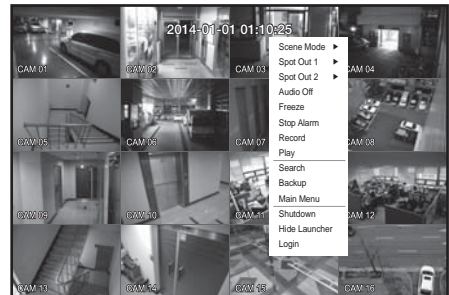 2014-01-01 01:10:25
CAM 01
CAM 02
CAM 03
CAM 04
CAM 05
CAM 06
CAM 07
CAM 08
CAM 09
CAM 10
CAM 11
CAM 12
CAM 13
CAM 14
CAM 15
CAM 16
Scene Mode ▶
Spot Out 1 ▶
Spot Out 2 ▶
Audio Off
Freeze
Stop Alarm
Record
Play
Search
Backup
Main Menu
Shutdown
Hide Launcher
Login